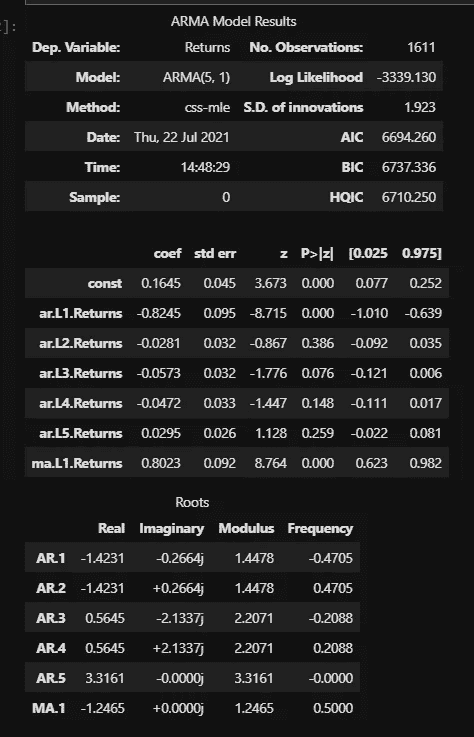 ]:
ARMA Model Results
Dep. Variable: Returns No. Observations: 1611
Model: ARMA(5, 1) Log Likelihood -3339.130
Method: css-mle S.D. of innovations 1.923
Date: Thu, 22 Jul 2021 AIC 6694.260
Time: 14:48:29 BIC 6737.336
Sample: 0 HQIC 6710.250
coef std err z P>|z| [0.025 0.975]
const 0.1645 0.045 3.673 0.000 0.077 0.252
ar.L1.Returns -0.8245 0.095 -8.715 0.000 -1.010 -0.639
ar.L2.Returns -0.0281 0.032 -0.867 0.386 -0.092 0.035
ar.L3.Returns -0.0573 0.032 -1.776 0.076 -0.121 0.006
ar.L4.Returns -0.0472 0.033 -1.447 0.148 -0.111 0.017
ar.L5.Returns 0.0295 0.026 1.128 0.259 -0.022 0.081
ma.L1.Returns 0.8023 0.092 8.764 0.000 0.623 0.982
Roots
Real Imaginary Modulus Frequency
AR.1 -1.4231 -0.2664j 1.4478 -0.4705
AR.2 -1.4231 +0.2664j 1.4478 0.4705
AR.3 0.5645 -2.1337j 2.2071 -0.2088
AR.4 0.5645 +2.1337j 2.2071 0.2088
AR.5 3.3161 -0.0000j 3.3161 -0.0000
MA.1 -1.2465 +0.0000j 1.2465 0.5000